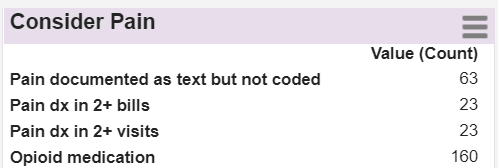 Consider Pain
Value (Count)
Pain documented as text but not coded 63
Pain dx in 2+ bills 23
Pain dx in 2+ visits 23
Opioid medication 160